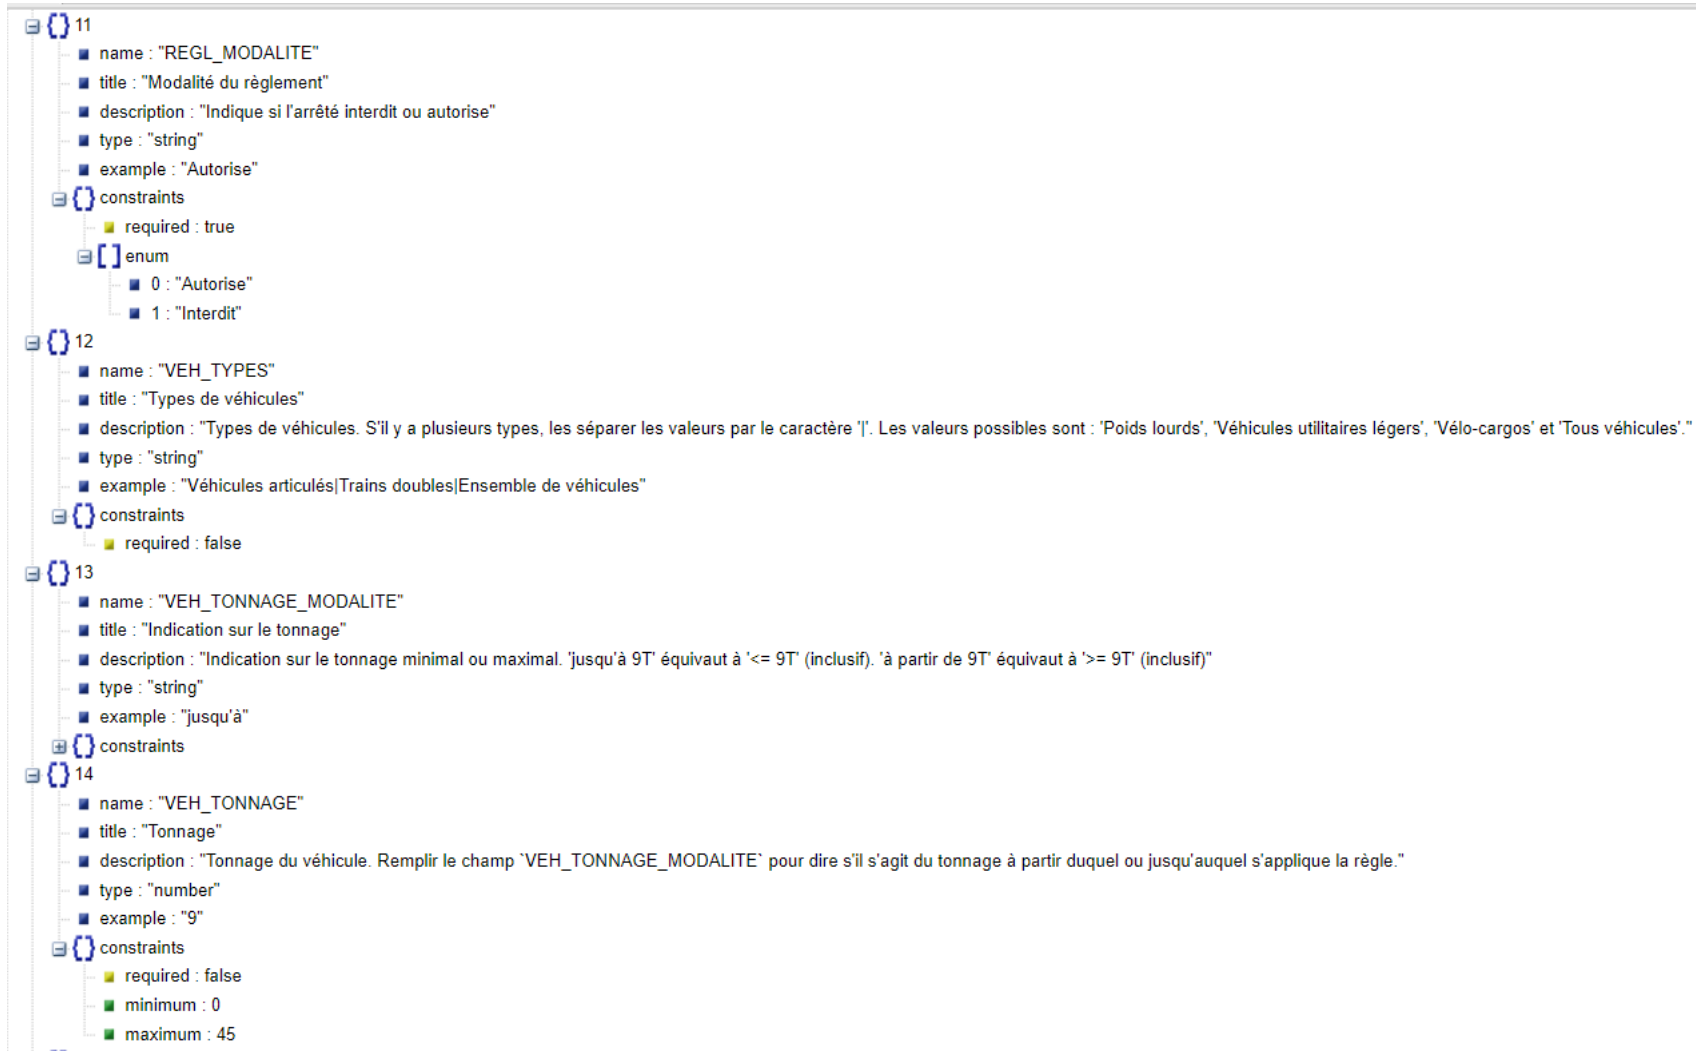 11
name : "REGL_MODALITE"
title : "Modalité du règlement"
description : "Indique si l'arrêté interdit ou autorise"
type : "string"
example : "Autorise"
constraints
required : true
enum
0 : "Autorise"
1 : "Interdit"
12
name : "VEH_TYPES"
title : "Types de véhicules"
description : "Types de véhicules. S'il y a plusieurs types, les séparer les valeurs par le caractère '|'. Les valeurs possibles sont : 'Poids lourds', 'Véhicules utilitaires légers', 'Vélo-cargos' et 'Tous véhicules'."
type : "string"
example : "Véhicules articulés|Trains doubles|Ensemble de véhicules"
constraints
required : false
13
name : "VEH_TONNAGE_MODALITE"
title : "Indication sur le tonnage"
description : "Indication sur le tonnage minimal ou maximal. 'jusqu'à 9T' équivaut à '<= 9T' (inclusif). 'à partir de 9T' équivaut à '>= 9T' (inclusif)"
type : "string"
example : "jusqu'à"
constraints
14
name : "VEH_TONNAGE"
title : "Tonnage"
description : "Tonnage du véhicule. Remplir le champ `VEH_TONNAGE_MODALITE` pour dire s'il s'agit du tonnage à partir duquel ou jusqu'auquel s'applique la règle."
type : "number"
example : "9"
constraints
required : false
minimum : 0
maximum : 45